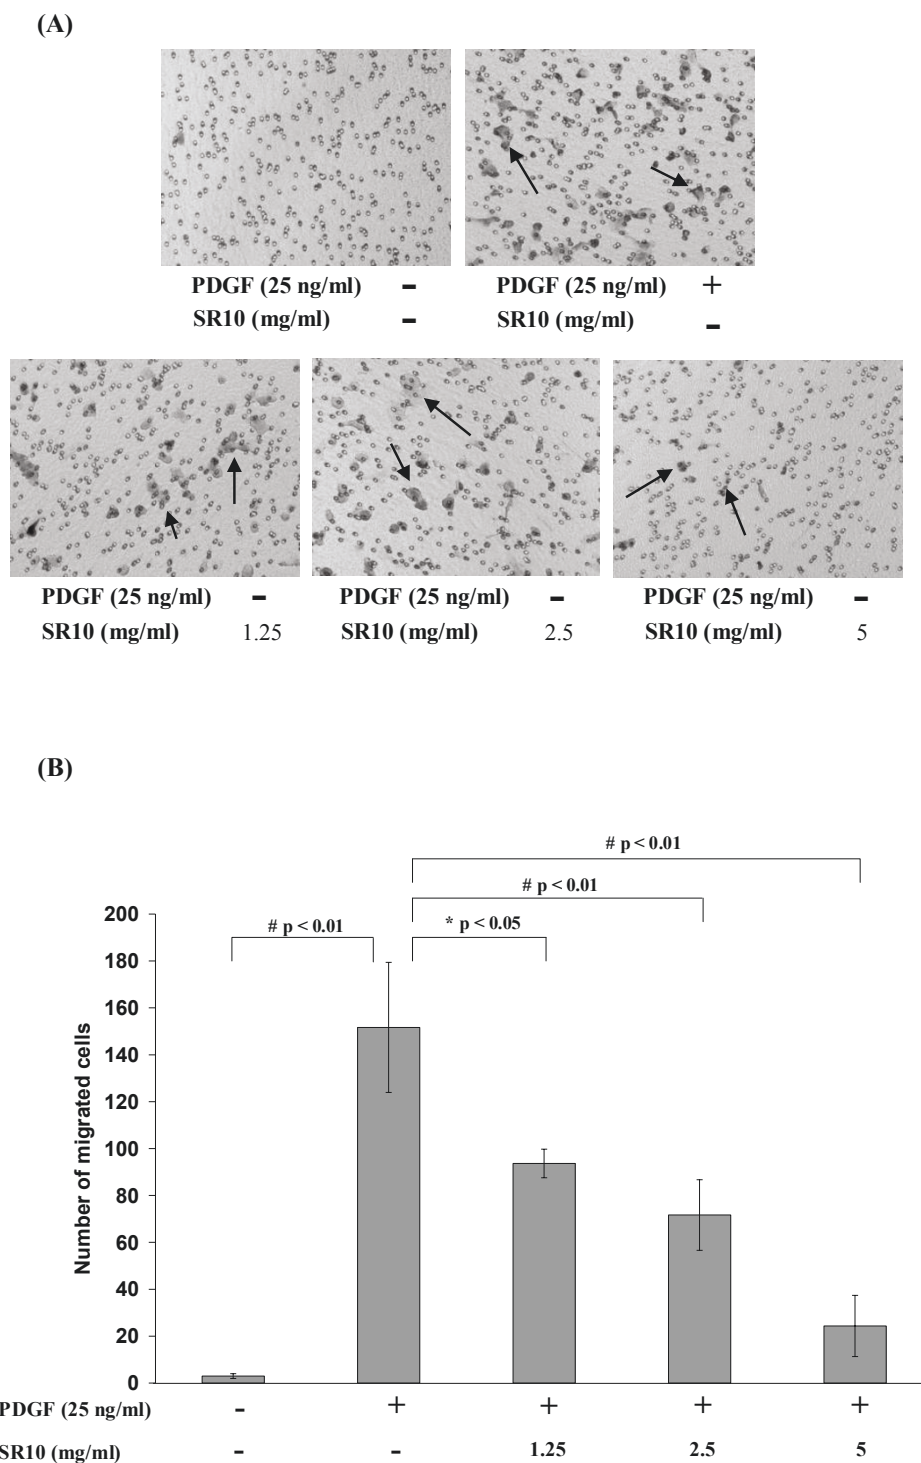 (A)
PDGF (25 ng/ml) - PDGF (25 ng/ml) +
SR10 (mg/ml) - SR10 (mg/ml) -
PDGF (25 ng/ml) - PDGF (25 ng/ml) - PDGF (25 ng/ml) -
SR10 (mg/ml) 1.25 SR10 (mg/ml) 2.5 SR10 (mg/ml) 5
(B)
# p < 0.01
# p < 0.01
# p < 0.01 * p < 0.05
200
180
160
140
120
100
80
60
40
20
0
Number of migrated cells
PDGF (25 ng/ml) - + + + +
SR10 (mg/ml) - - 1.25 2.5 5